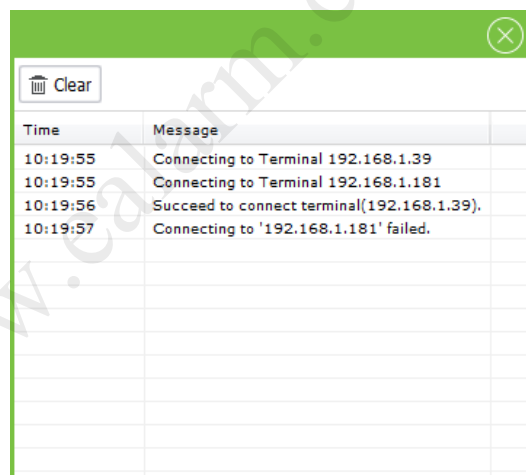 Clear
Time Message
10:19:55 Connecting to Terminal 192.168.1.39
10:19:55 Connecting to Terminal 192.168.1.181
10:19:56 Succeed to connect terminal(192.168.1.39).
10:19:57 Connecting to '192.168.1.181' failed.
w.ealarm.c